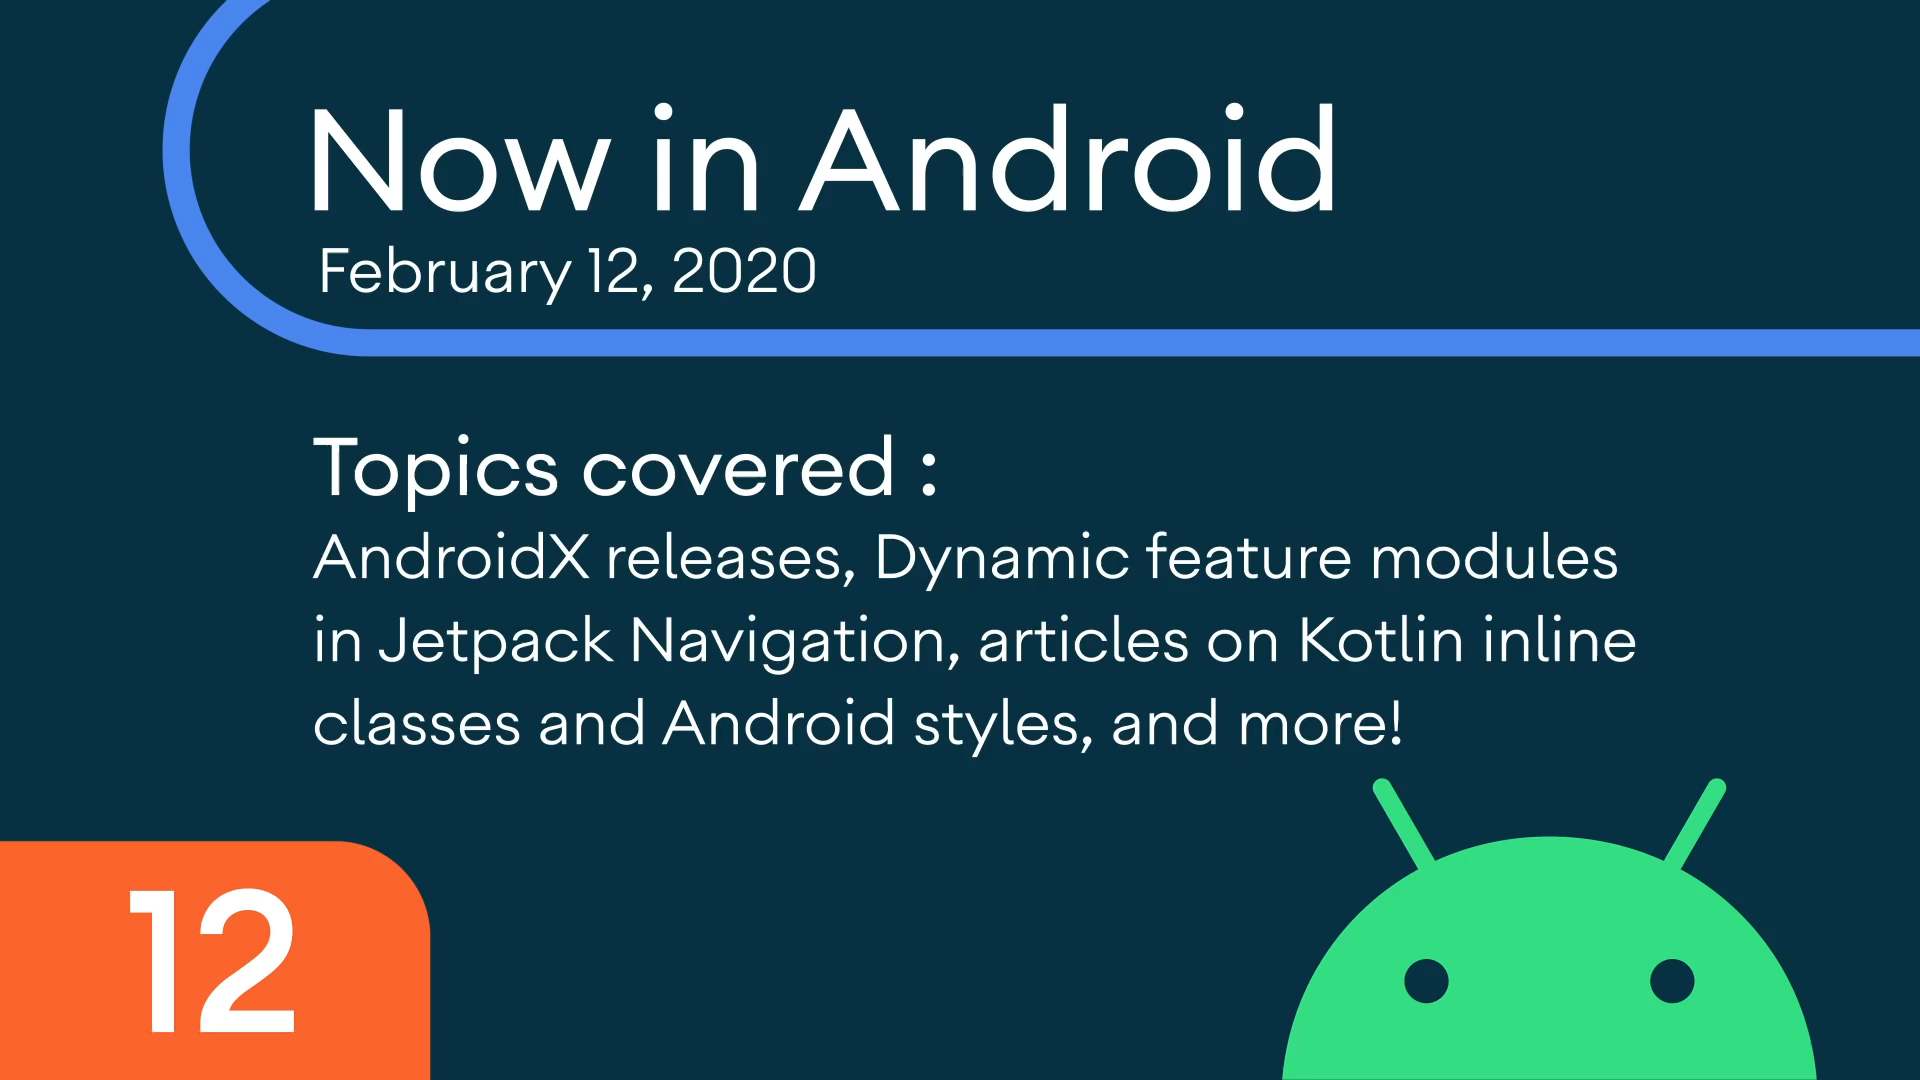 Now in Android
February 12, 2020
Topics covered :
AndroidX releases, Dynamic feature modules
in Jetpack Navigation, articles on Kotlin inline
classes and Android styles, and more!
12